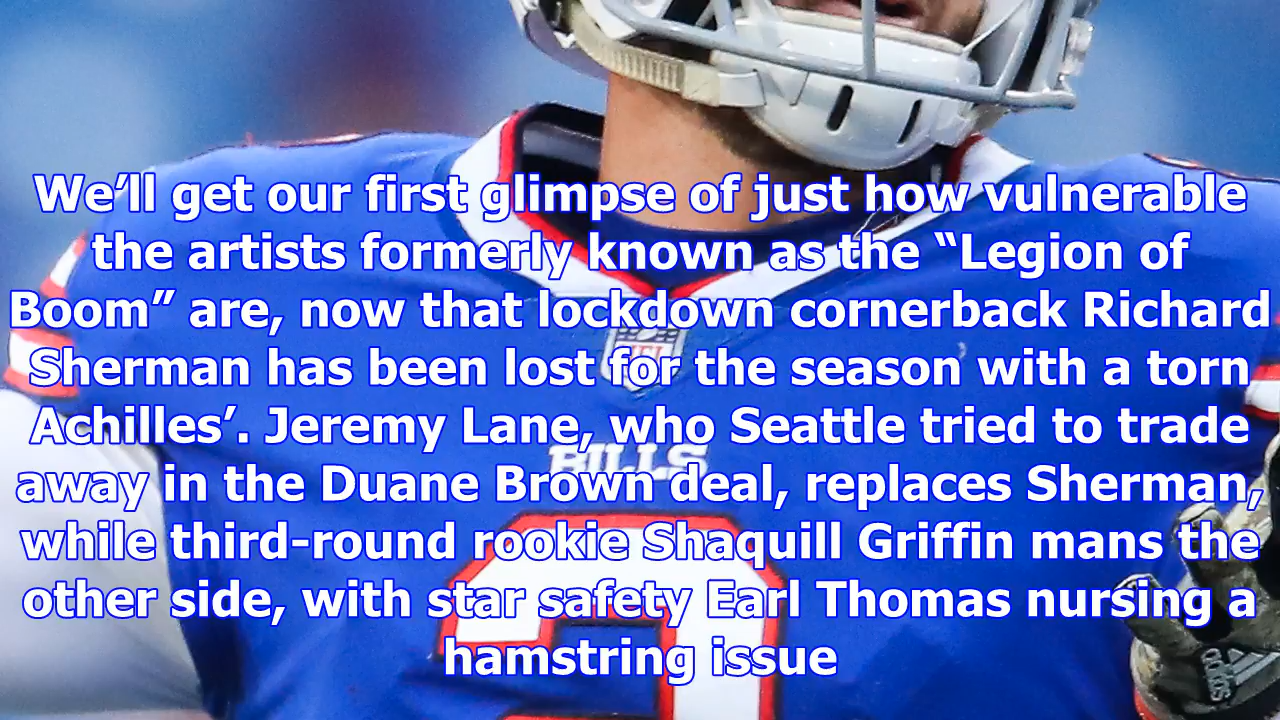 We’ll get our first glimpse of just how vulnerable
the artists formerly known as the “Legion of
Boom” are, now that lockdown cornerback Richard
Sherman has been lost for the season with a torn
Achilles’. Jeremy Lane, who Seattle tried to trade
away in the Duane Brown deal, replaces Sherman,
while third-round rookie Shaquill Griffin mans the
other side, with star safety Earl Thomas nursing a
hamstring issue
NFL
BILLS
adidas